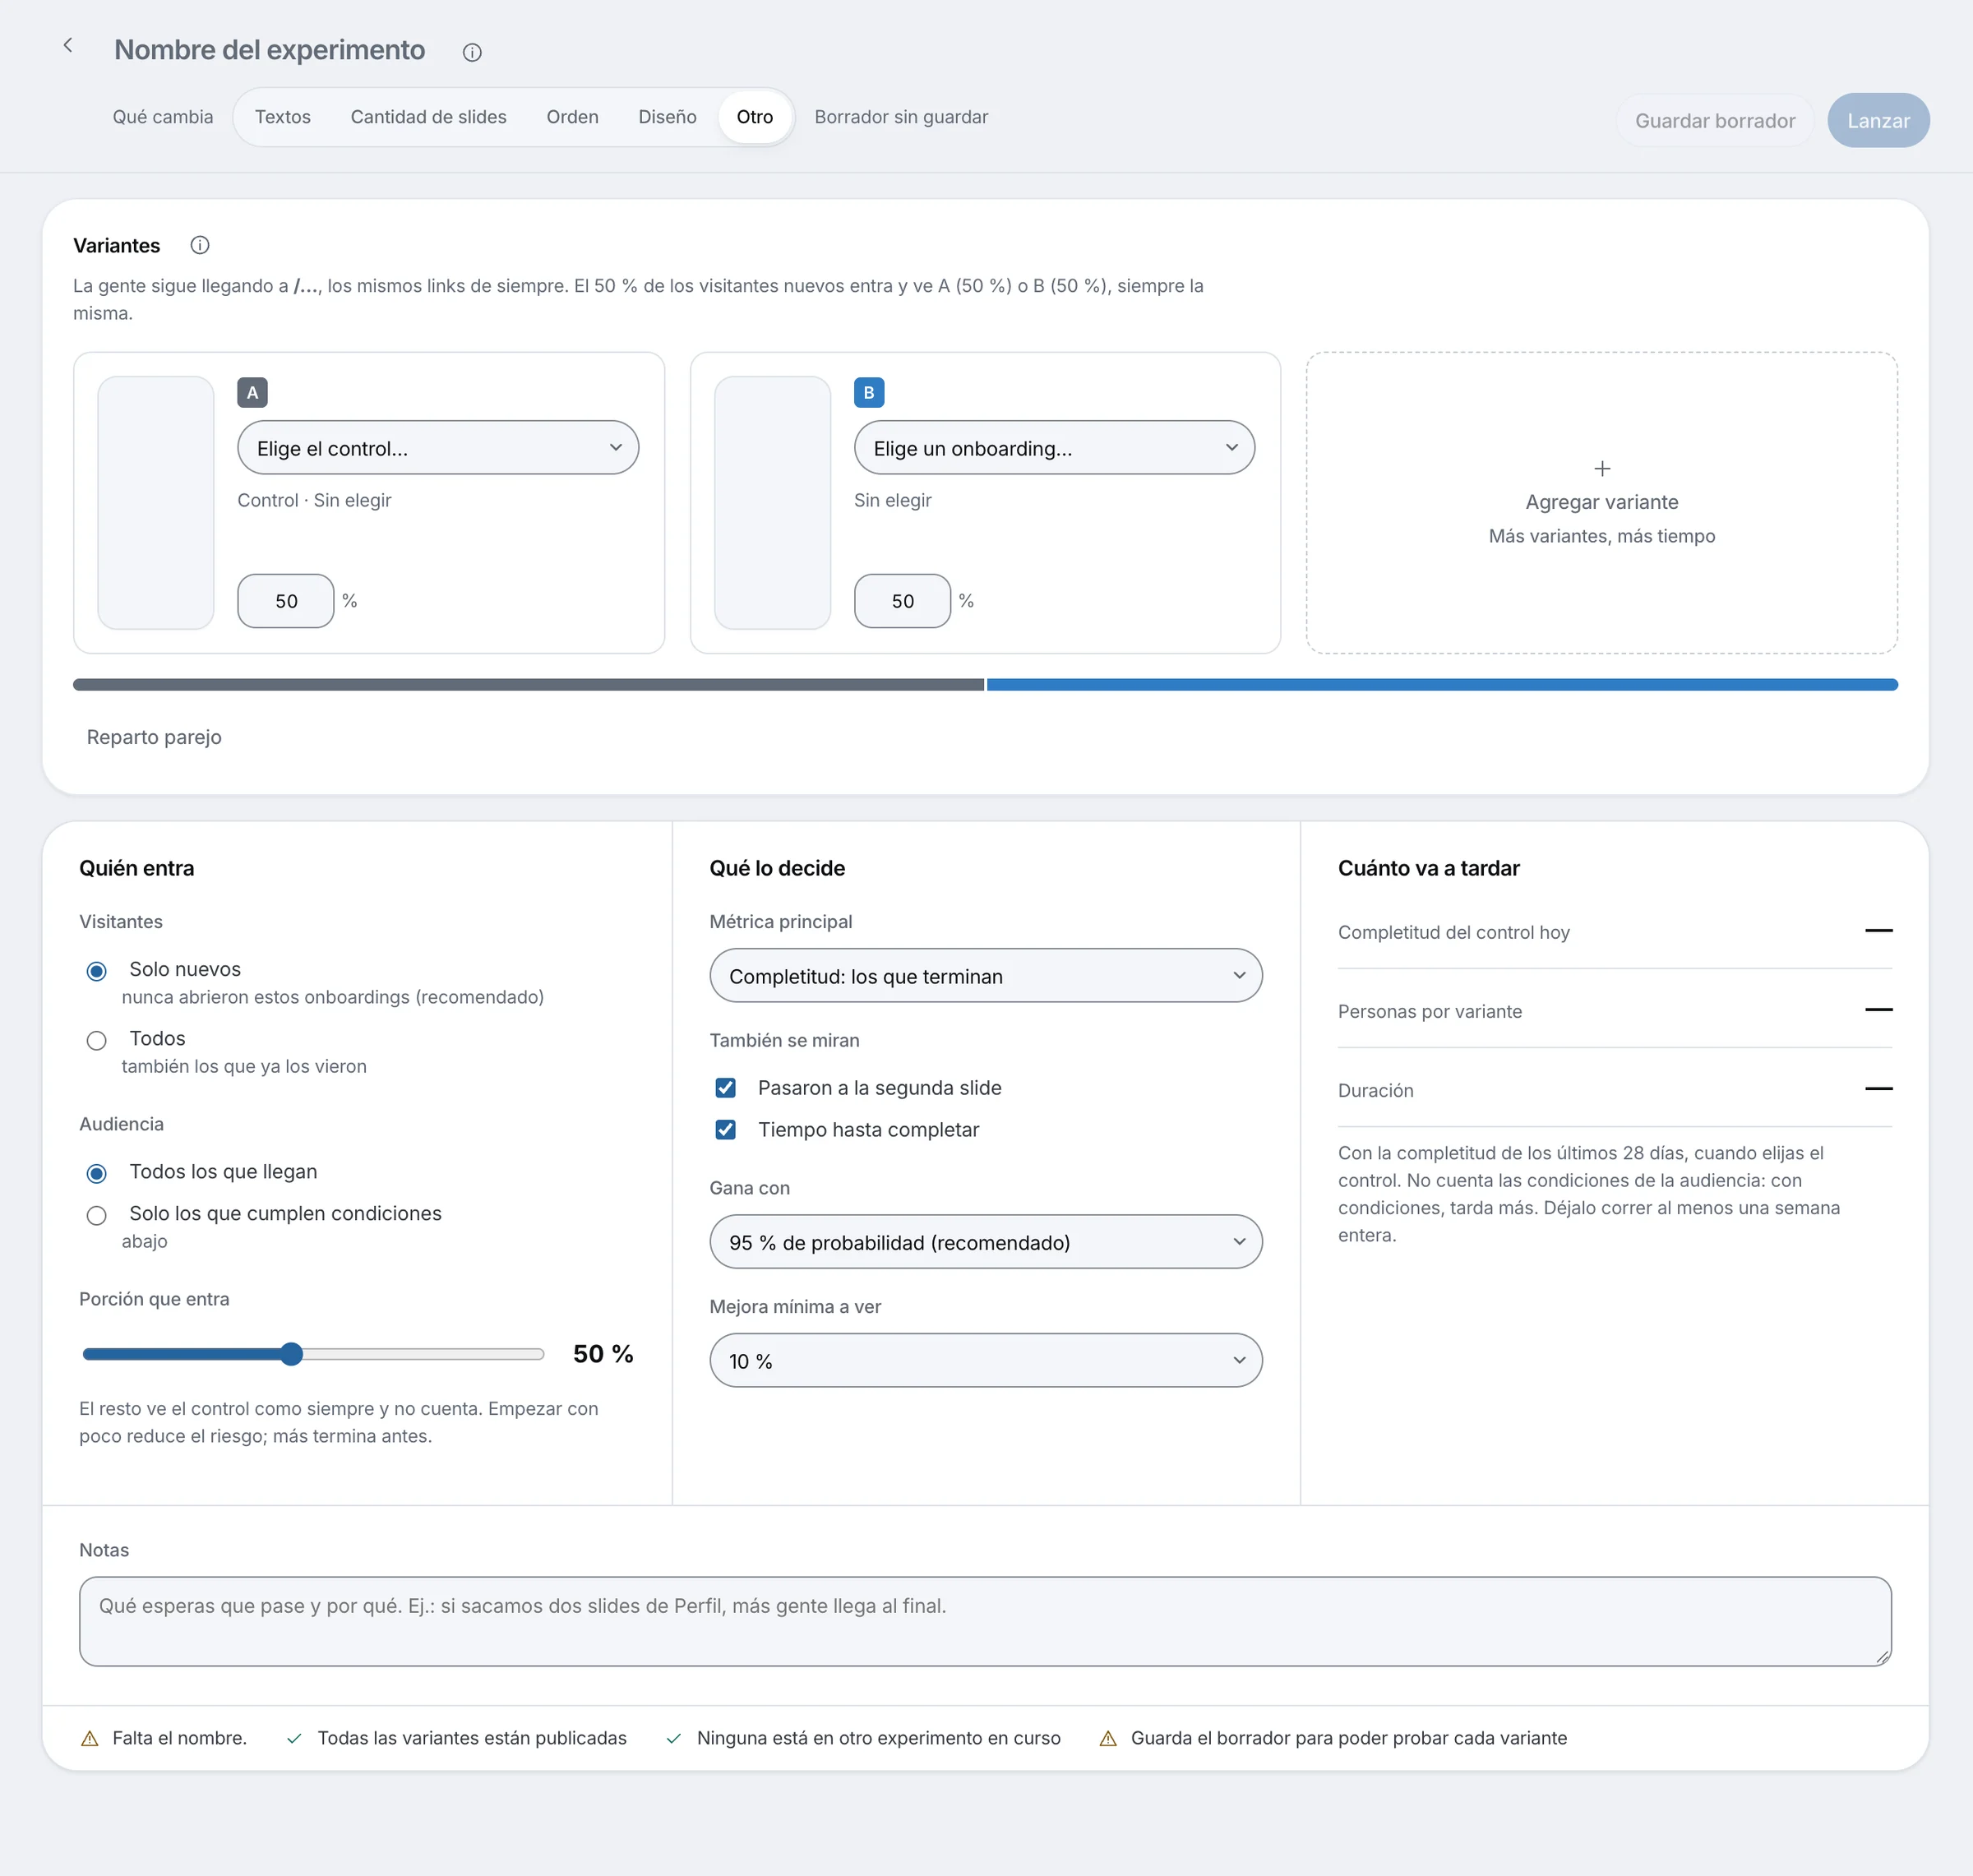 Nombre del experimento
Qué cambia
Textos
Cantidad de slides
Orden
Diseño
Otro
Borrador sin guardar
Guardar borrador
Lanzar
Variantes
La gente sigue llegando a /..., los mismos links de siempre. El 50 % de los visitantes nuevos entra y ve A (50 %) o B (50 %), siempre la
misma.
A
Elige el control...
Control · Sin elegir
50 %
B
Elige un onboarding...
Sin elegir
50 %
+
Agregar variante
Más variantes, más tiempo
Reparto parejo
Quién entra
Visitantes
Solo nuevos
nunca abrieron estos onboardings (recomendado)
Todos
también los que ya los vieron
Audiencia
Todos los que llegan
Solo los que cumplen condiciones
abajo
Porción que entra
50 %
El resto ve el control como siempre y no cuenta. Empezar con
poco reduce el riesgo; más termina antes.
Qué lo decide
Métrica principal
Completitud: los que terminan
También se miran
Pasaron a la segunda slide
Tiempo hasta completar
Gana con
95 % de probabilidad (recomendado)
Mejora mínima a ver
10 %
Cuánto va a tardar
Completitud del control hoy —
Personas por variante —
Duración —
Con la completitud de los últimos 28 días, cuando elijas el
control. No cuenta las condiciones de la audiencia: con
condiciones, tarda más. Déjalo correr al menos una semana
entera.
Notas
Qué esperas que pase y por qué. Ej.: si sacamos dos slides de Perfil, más gente llega al final.
Falta el nombre.
Todas las variantes están publicadas
Ninguna está en otro experimento en curso
Guarda el borrador para poder probar cada variante